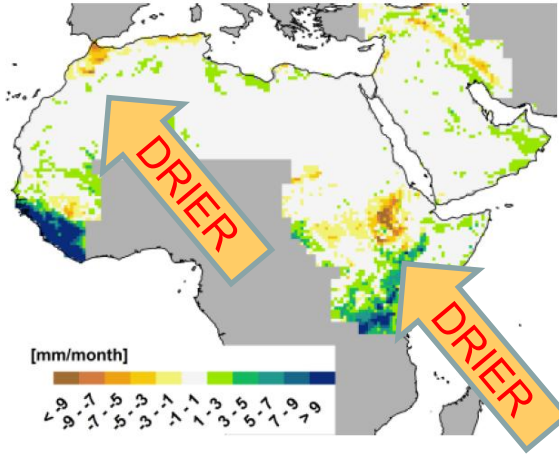 DRIER
DRIER
[mm/month]
< -9
-9 - -7
-7 - -5
-5 - -3
-3 - -1
-1 - 1
1 - 3
3 - 5
5 - 7
7 - 9
> 9